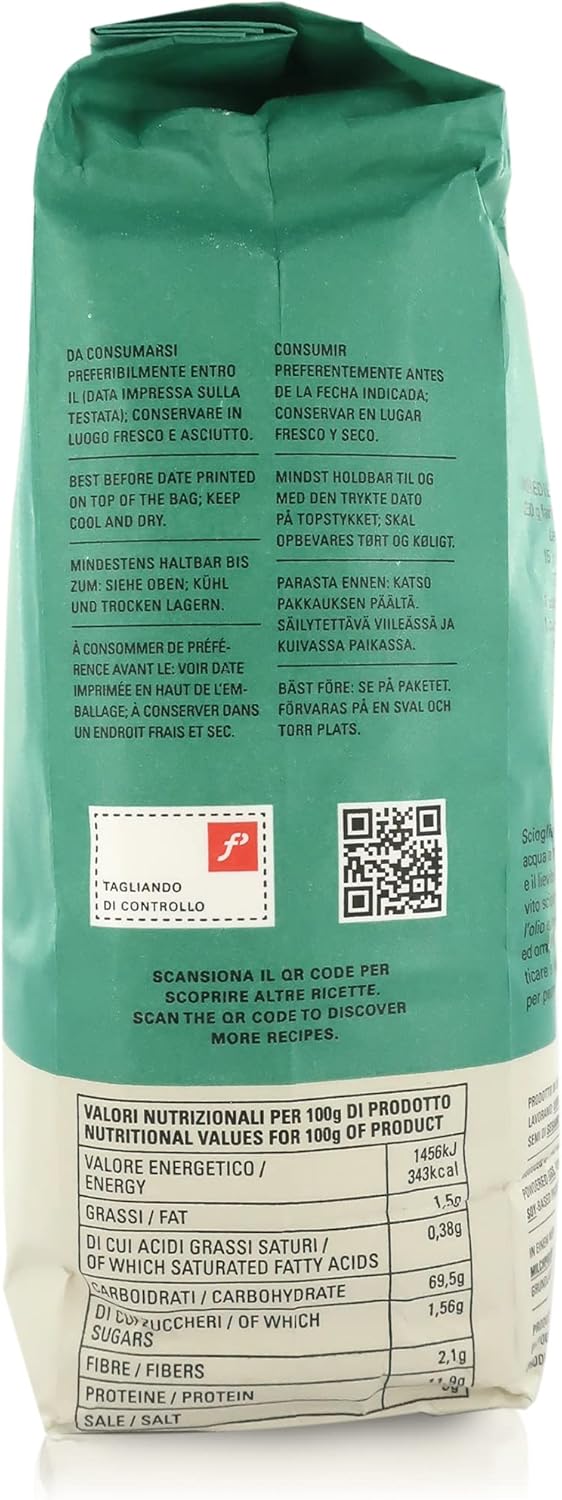 DA CONSUMARSI
PREFERIBILMENTE ENTRO
IL (DATA IMPRESSA SULLA
TESTATA); CONSERVARE IN
LUOGO FRESCO E ASCIUTTO.
BEST BEFORE DATE PRINTED
ON TOP OF THE BAG; KEEP
COOL AND DRY.
MINDESTENS HALTBAR BIS
ZUM: SIEHE OBEN; KÜHL
UND TROCKEN LAGERN.
À CONSOMMER DE PRÉFÉ-
RENCE AVANT LE: VOIR DATE
IMPRIMÉE EN HAUT DE L'EM-
BALLAGE; À CONSERVER DANS
UN ENDROIT FRAIS ET SEC.
CONSUMIR
PREFERENTEMENTE ANTES
DE LA FECHA INDICADA;
CONSERVAR EN LUGAR
FRESCO Y SECO.
MINDST HOLDBAR TIL OG
MED DEN TRYKTE DATO
PÅ TOPSTYKKET; SKAL
OPBEVARES TØRT OG KØLIGT.
PARASTA ENNEN: KATSO
PAKKAUKSEN PÄÄLTÄ.
SÄILYTETTÄVÄ VIILEÄSSÄ JA
KUIVASSA PAIKASSA.
BÄST FÖRE: SE PÅ PAKETET.
FÖRVARAS PÅ EN SVAL OCH
TORR PLATS.
TAGLIANDO
DI CONTROLLO
SCANSIONA IL QR CODE PER
SCOPRIRE ALTRE RICETTE.
SCAN THE QR CODE TO DISCOVER
MORE RECIPES.
VALORI NUTRIZIONALI PER 100g DI PRODOTTO
NUTRITIONAL VALUES FOR 100g OF PRODUCT
VALORE ENERGETICO / 1456kJ
ENERGY 343kcal
GRASSI / FAT 1,5g
DI CUI ACIDI GRASSI SATURI / 0,38g
OF WHICH SATURATED FATTY ACIDS
CARBOIDRATI / CARBOHYDRATE 69,5g
DI CUI ZUCCHERI / OF WHICH 1,56g
SUGARS
FIBRE / FIBERS 2,1g
PROTEINE / PROTEIN
SALE / SALT
acqua
l'olio